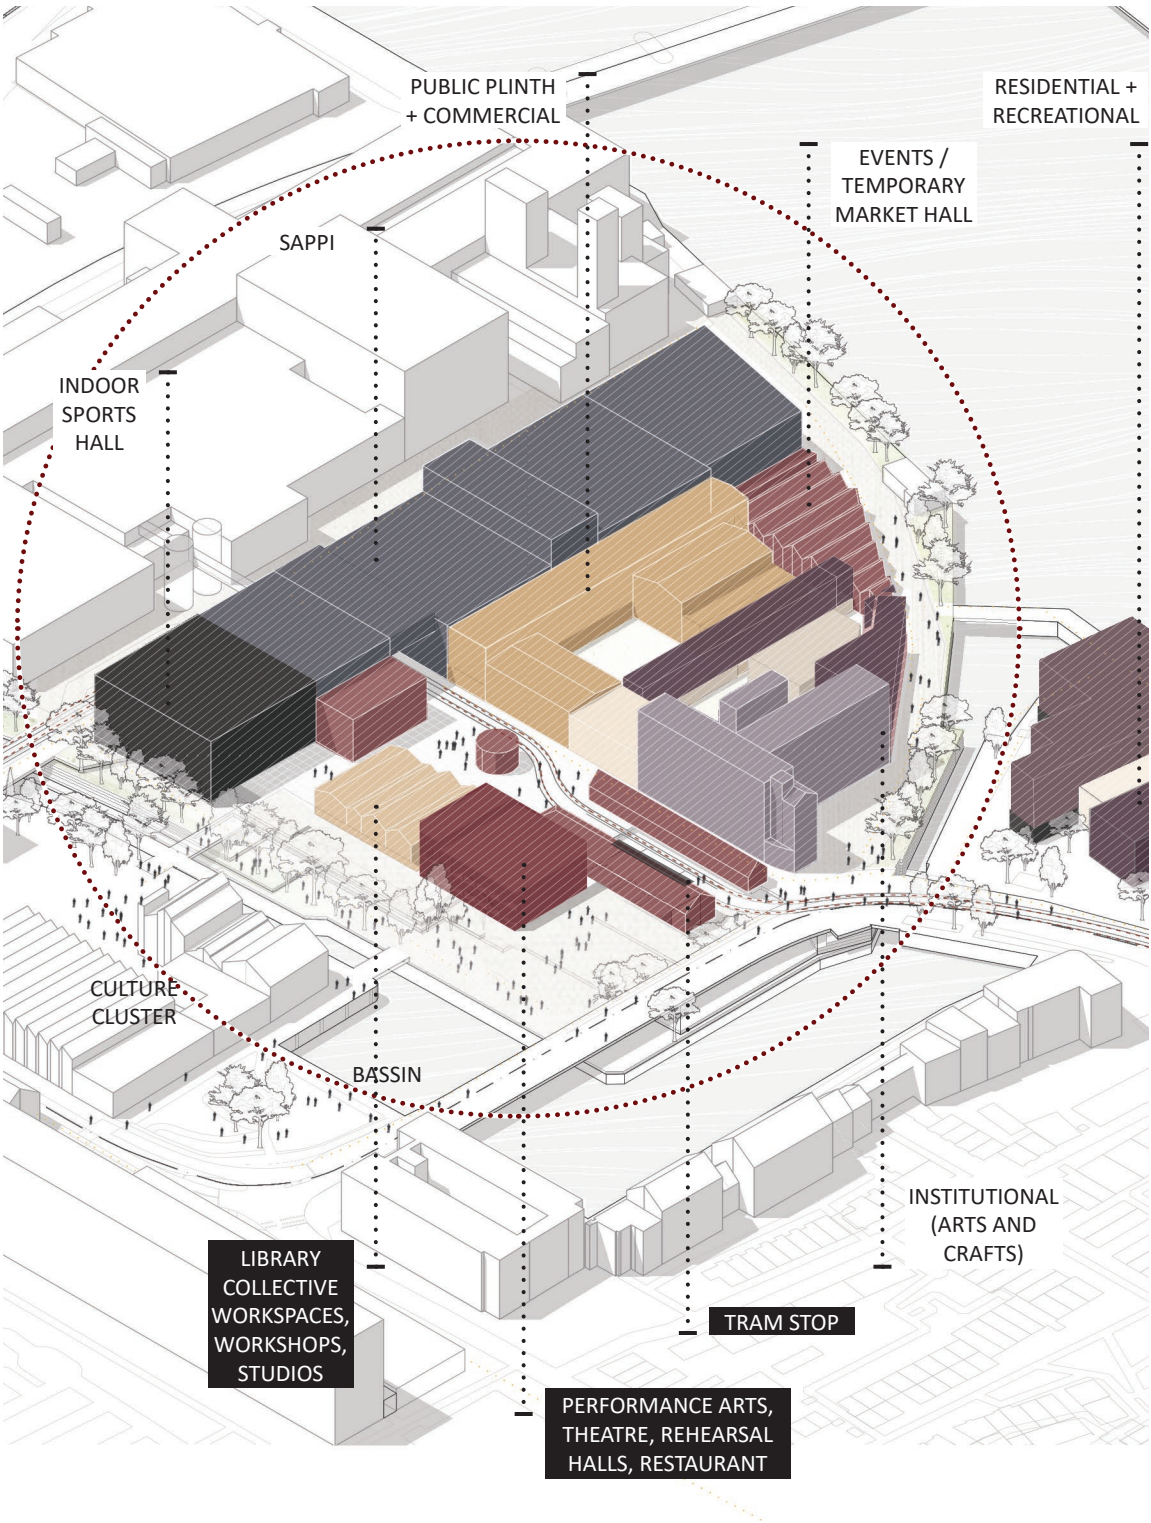 PUBLIC PLINTH
+ COMMERCIAL
RESIDENTIAL +
RECREATIONAL
EVENTS /
TEMPORARY
MARKET HALL
SAPPI
INDOOR
SPORTS
HALL
CULTURE
CLUSTER
BASSIN
INSTITUTIONAL
(ARTS AND
CRAFTS)
LIBRARY
COLLECTIVE
WORKSPACES,
WORKSHOPS,
STUDIOS
TRAM STOP
PERFORMANCE ARTS,
THEATRE, REHEARSAL
HALLS, RESTAURANT